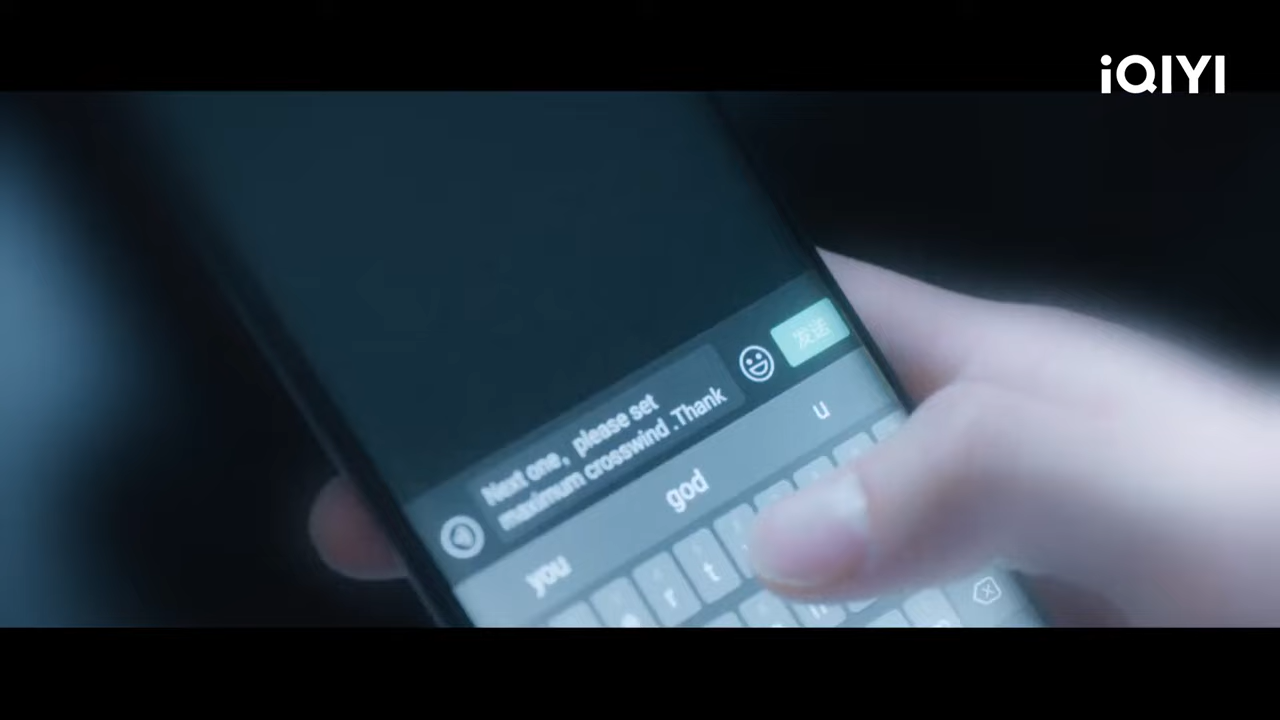 iQIYI
发送
Next one, please set
maximum crosswind .Thank
you
god
u
r
t